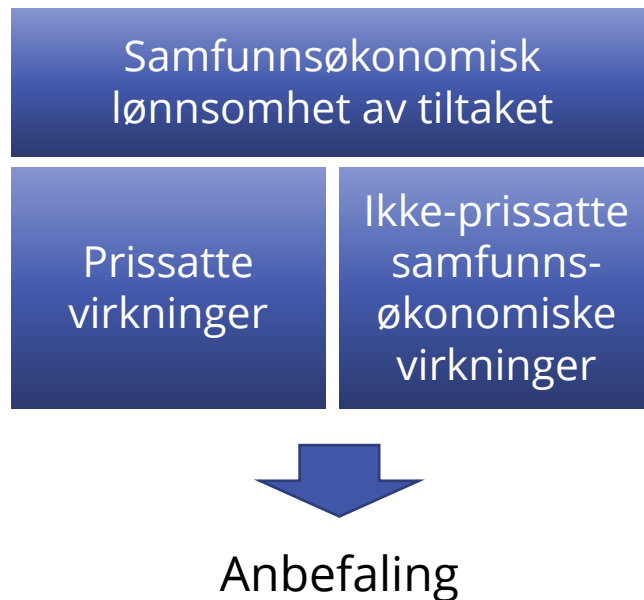 Samfunnsøkonomisk
lønnsomhet av tiltaket
Prissatte
virkninger
Ikke-prissatte
samfunns-
økonomiske
virkninger
Anbefaling